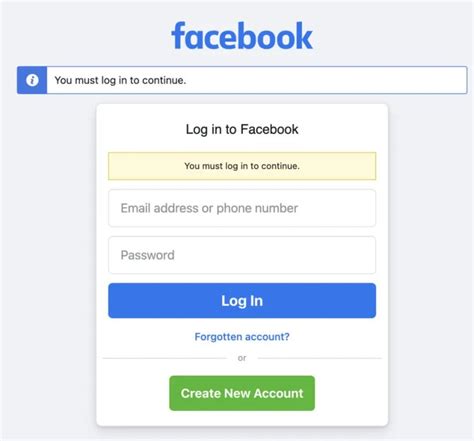 facebook
You must log in to continue.
Log in to Facebook
You must log in to continue.
Email address or phone number
Password
Log In
Forgotten account?
or
Create New Account